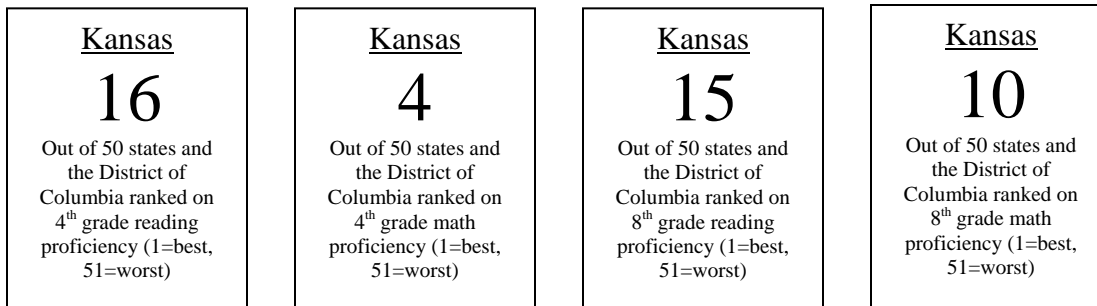 Kansas
16
Out of 50 states and
the District of
Columbia ranked on
4th grade reading
proficiency (1=best,
51=worst)
Kansas
4
Out of 50 states and
the District of
Columbia ranked on
4th grade math
proficiency (1=best,
51=worst)
Kansas
15
Out of 50 states and
the District of
Columbia ranked on
8th grade reading
proficiency (1=best,
51=worst)
Kansas
10
Out of 50 states and
the District of
Columbia ranked on
8th grade math
proficiency (1=best,
51=worst)